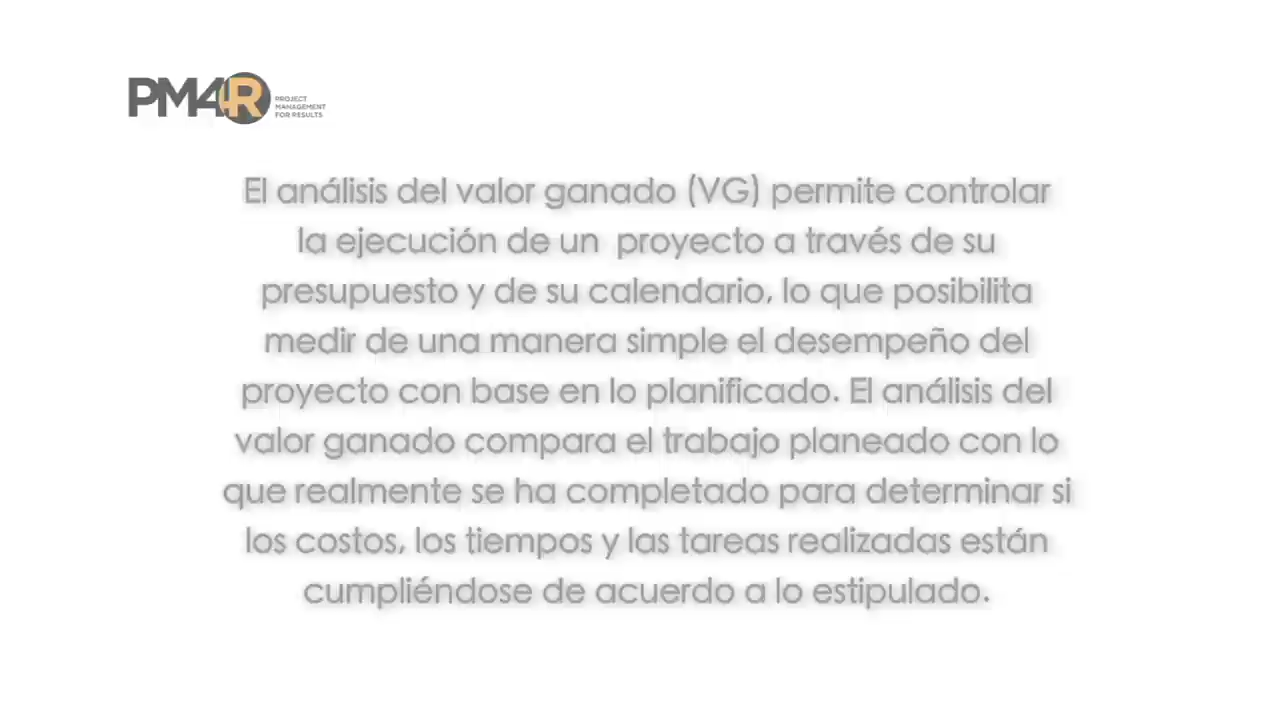 PM4R
PROJECT
MANAGEMENT
FOR RESULTS
El análisis del valor ganado (VG) permite controlar
la ejecución de un proyecto a través de su
presupuesto y de su calendario, lo que posibilita
medir de una manera simple el desempeño del
proyecto con base en lo planificado. El análisis del
valor ganado compara el trabajo planeado con lo
que realmente se ha completado para determinar si
los costos, los tiempos y las tareas realizadas están
cumpliéndose de acuerdo a lo estipulado.